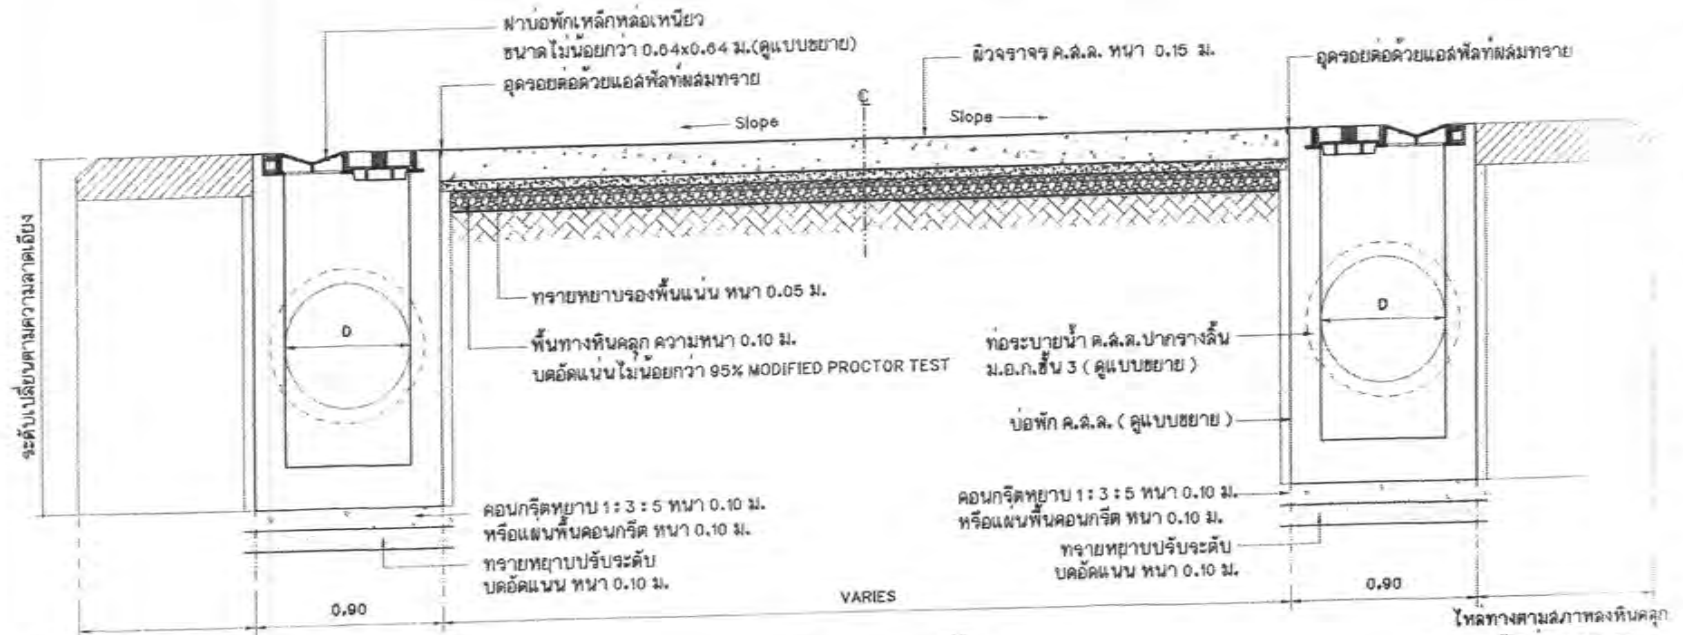 ฝาบ่อพักเหล็กหล่อเหนียว
ขนาดไม่น้อยกว่า 0.64x0.64 ม.(ดูแบบขยาย)
อุดรอยต่อด้วยแอสฟัลท์ผสมทราย
ผิวจราจร ค.ส.ล. หนา 0.15 ม.
อุดรอยต่อด้วยแอสฟัลท์ผสมทราย
Slope
℄
Slope
ระดับเปลี่ยนตามความลาดเอียง
ทรายหยาบรองพื้นแน่น หนา 0.05 ม.
พื้นทางหินคลุก ความหนา 0.10 ม.
บดอัดแน่นไม่น้อยกว่า 95% MODIFIED PROCTOR TEST
ท่อระบายน้ำ ค.ส.ล.ปากรางลิ้น
ม.อ.ก.ชั้น 3 ( ดูแบบขยาย )
บ่อพัก ค.ส.ล. ( ดูแบบขยาย )
D
D
คอนกรีตหยาบ 1 : 3 : 5 หนา 0.10 ม.
หรือแผ่นพื้นคอนกรีต หนา 0.10 ม.
ทรายหยาบปรับระดับ
บดอัดแน่น หนา 0.10 ม.
คอนกรีตหยาบ 1 : 3 : 5 หนา 0.10 ม.
หรือแผ่นพื้นคอนกรีต หนา 0.10 ม.
ทรายหยาบปรับระดับ
บดอัดแน่น หนา 0.10 ม.
0.90
VARIES
0.90
ไหล่ทางตามสภาพลงหินคลุก